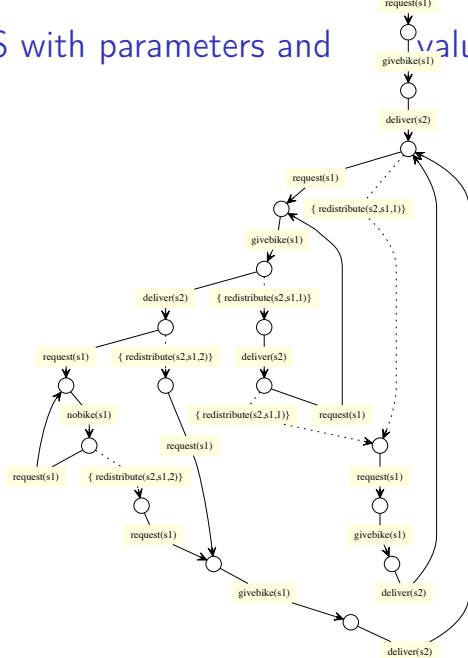 request(s1)
with parameters and
givebike(s1)
deliver(s2)
request(s1)
{ redistribute(s2,s1,1)}
givebike(s1)
deliver(s2)
{ redistribute(s2,s1,1)}
request(s1)
{ redistribute(s2,s1,2)}
deliver(s2)
nobike(s1)
{ redistribute(s2,s1,1)}
request(s1)
request(s1)
request(s1)
{ redistribute(s2,s1,2)}
request(s1)
request(s1)
givebike(s1)
givebike(s1)
deliver(s2)
deliver(s2)